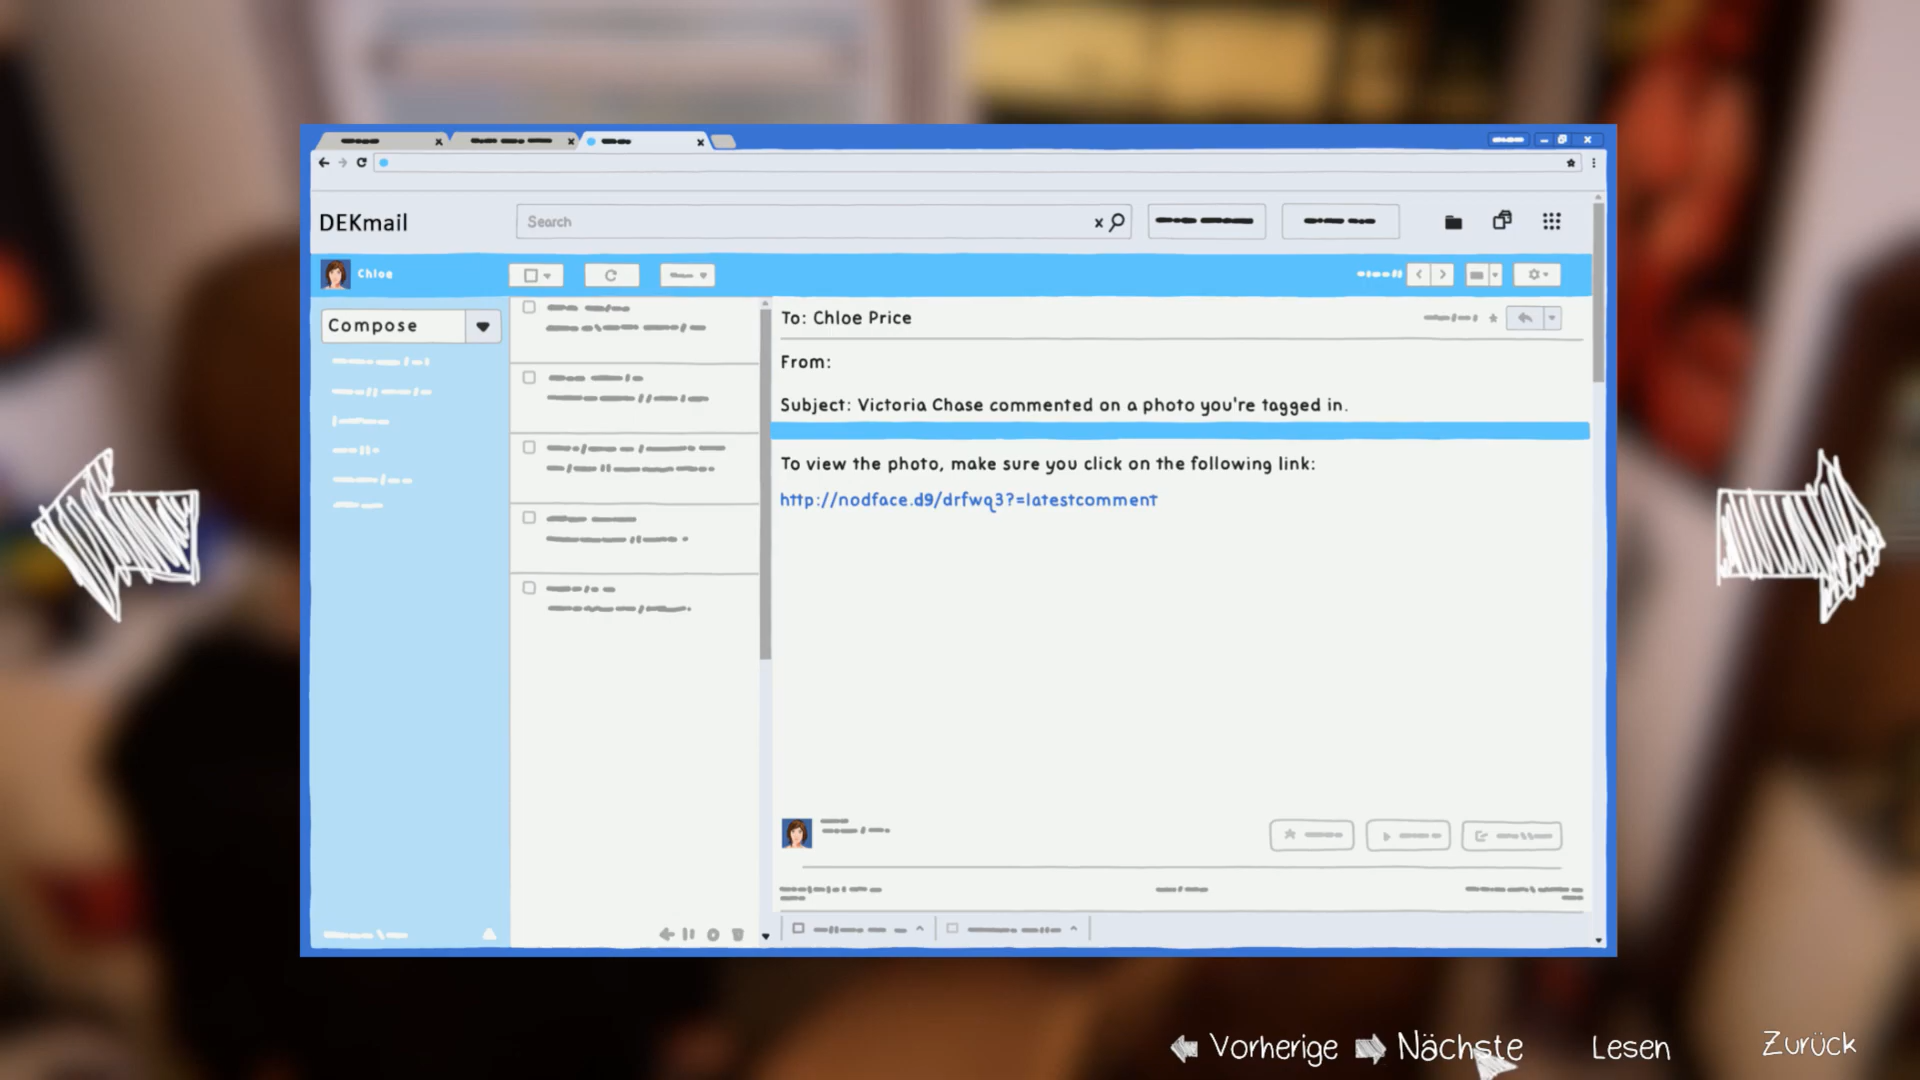 DEKmail
Search
Chloe
Compose
To: Chloe Price
From:
Subject: Victoria Chase commented on a photo you're tagged in.
To view the photo, make sure you click on the following link:
http://nodface.d9/drfwq3?=latestcomment
Vorherige
Nächste
Lesen
Zurück